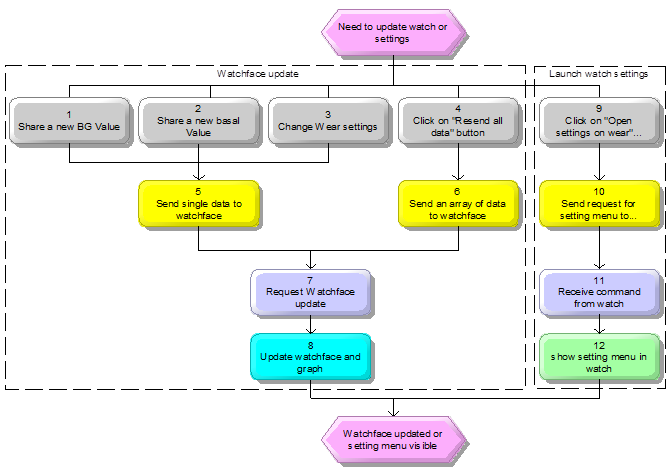 Need to update watch or
settings
Watchface update
Launch watch settings
1
Share a new BG Value
2
Share a new basal
Value
3
Change Wear settings
4
Click on "Resend all
data" button
9
Click on "Open
settings on wear"...
5
Send single data to
watchface
6
Send an array of data
to watchface
10
Send request for
setting menu to...
7
Request Watchface
update
11
Receive command
from watch
8
Update watchface and
graph
12
show setting menu in
watch
Watchface updated or
setting menu visible